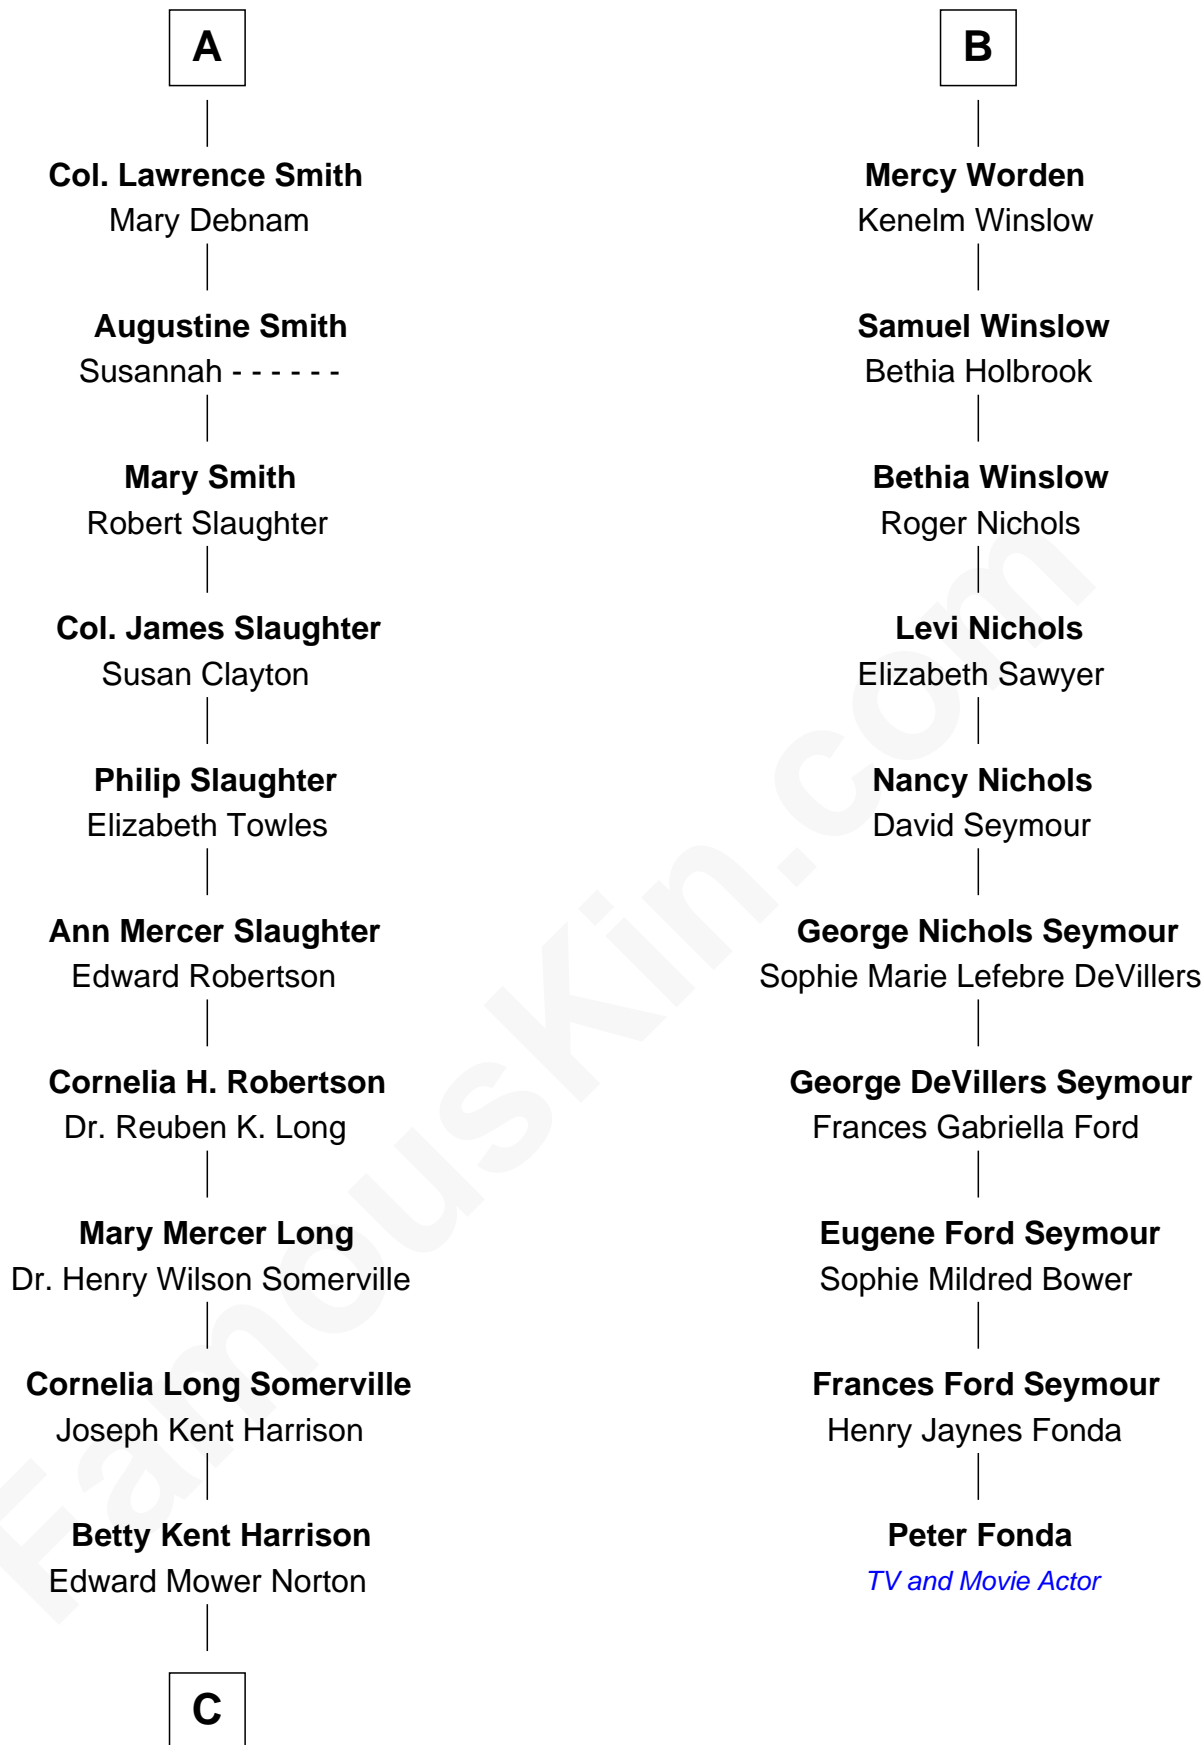 A
Col. Lawrence Smith
Mary Debnam
Augustine Smith
Susannah - - - - - -
Mary Smith
Robert Slaughter
Col. James Slaughter
Susan Clayton
Philip Slaughter
Elizabeth Towles
Ann Mercer Slaughter
Edward Robertson
Cornelia H. Robertson
Dr. Reuben K. Long
Mary Mercer Long
Dr. Henry Wilson Somerville
Cornelia Long Somerville
Joseph Kent Harrison
Betty Kent Harrison
Edward Mower Norton
C
B
Mercy Worden
Kenelm Winslow
Samuel Winslow
Bethia Holbrook
Bethia Winslow
Roger Nichols
Levi Nichols
Elizabeth Sawyer
Nancy Nichols
David Seymour
George Nichols Seymour
Sophie Marie Lefebre DeVillers
George DeVillers Seymour
Frances Gabriella Ford
Eugene Ford Seymour
Sophie Mildred Bower
Frances Ford Seymour
Henry Jaynes Fonda
Peter Fonda
TV and Movie Actor
FamousKin.com